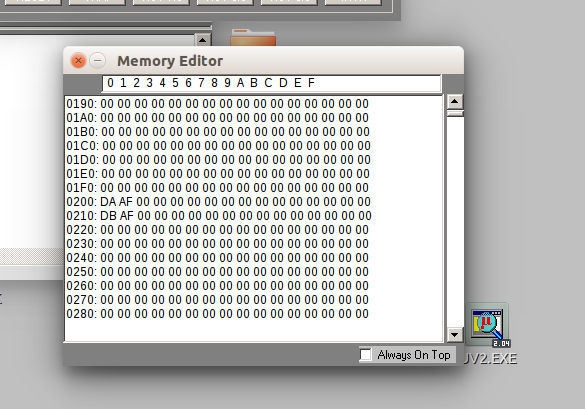 Memory Editor
0 1 2 3 4 5 6 7 8 9 A B C D E F
0190: 00 00 00 00 00 00 00 00 00 00 00 00 00 00 00 00
01A0: 00 00 00 00 00 00 00 00 00 00 00 00 00 00 00 00
01B0: 00 00 00 00 00 00 00 00 00 00 00 00 00 00 00 00
01C0: 00 00 00 00 00 00 00 00 00 00 00 00 00 00 00 00
01D0: 00 00 00 00 00 00 00 00 00 00 00 00 00 00 00 00
01E0: 00 00 00 00 00 00 00 00 00 00 00 00 00 00 00 00
01F0: 00 00 00 00 00 00 00 00 00 00 00 00 00 00 00 00
0200: DA AF 00 00 00 00 00 00 00 00 00 00 00 00 00 00
0210: DB AF 00 00 00 00 00 00 00 00 00 00 00 00 00 00
0220: 00 00 00 00 00 00 00 00 00 00 00 00 00 00 00 00
0230: 00 00 00 00 00 00 00 00 00 00 00 00 00 00 00 00
0240: 00 00 00 00 00 00 00 00 00 00 00 00 00 00 00 00
0250: 00 00 00 00 00 00 00 00 00 00 00 00 00 00 00 00
0260: 00 00 00 00 00 00 00 00 00 00 00 00 00 00 00 00
0270: 00 00 00 00 00 00 00 00 00 00 00 00 00 00 00 00
0280: 00 00 00 00 00 00 00 00 00 00 00 00 00 00 00 00
Always On Top
μ
2.04
UV2.EXE